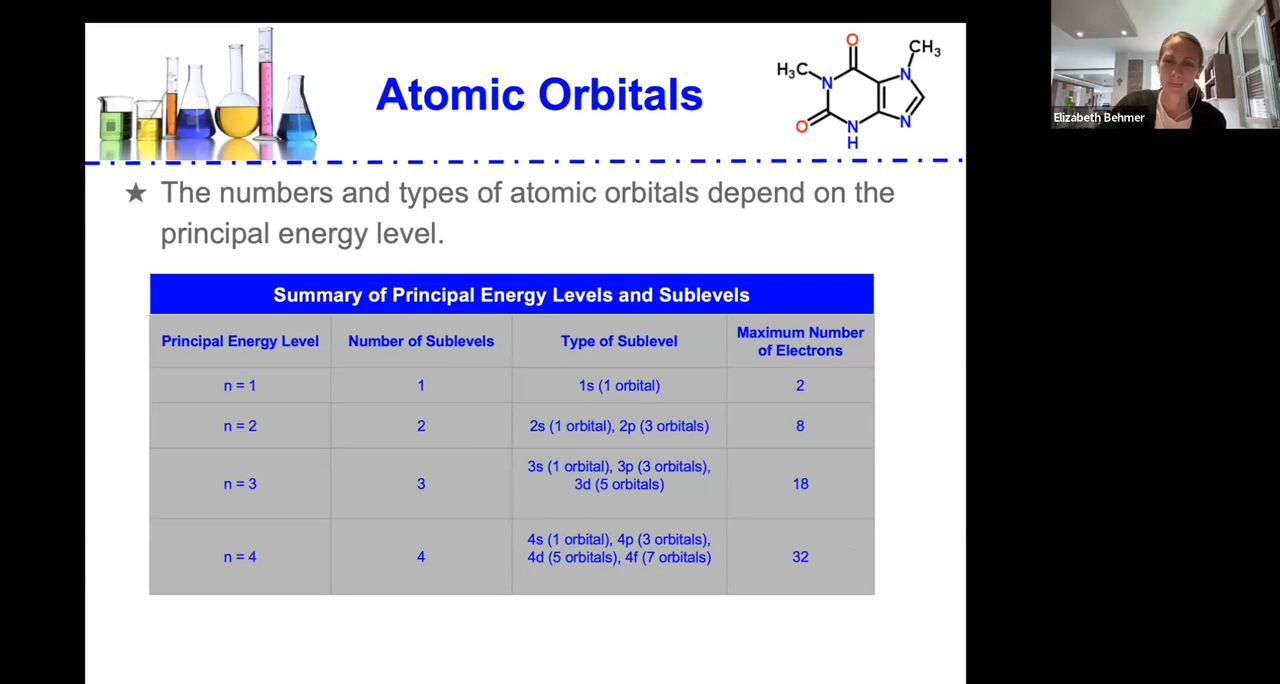 Atomic Orbitals
O
CH₃
H₃C
N
N
O
N
N
H
Elizabeth Behmer
★ The numbers and types of atomic orbitals depend on the
principal energy level.
Summary of Principal Energy Levels and Sublevels
Principal Energy Level Number of Sublevels Type of Sublevel Maximum Number
of Electrons
n = 1 1 1s (1 orbital) 2
n = 2 2 2s (1 orbital), 2p (3 orbitals) 8
3s (1 orbital), 3p (3 orbitals),
n = 3 3 3d (5 orbitals) 18
4s (1 orbital), 4p (3 orbitals),
n = 4 4 4d (5 orbitals), 4f (7 orbitals) 32